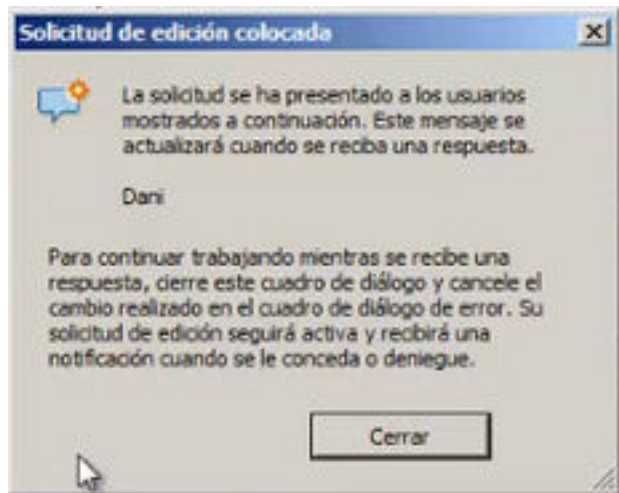 Solicitud de edición colocada
La solicitud se ha presentado a los usuarios
mostrados a continuación. Este mensaje se
actualizará cuando se reciba una respuesta.
Dani
Para continuar trabajando mientras se recibe una
respuesta, cierre este cuadro de diálogo y cancele el
cambio realizado en el cuadro de diálogo de error. Su
solicitud de edición seguirá activa y recibirá una
notificación cuando se le conceda o deniegue.
Cerrar